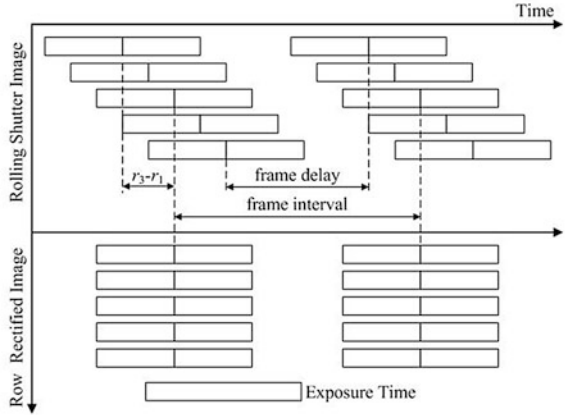 Time
Rolling Shutter Image
r3-r1
frame delay
frame interval
Rectified Image
Row
Exposure Time